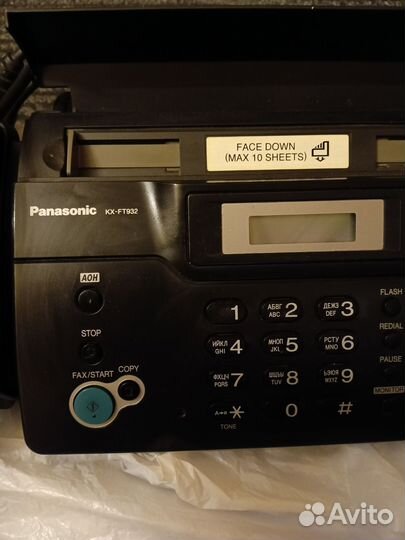 FACE DOWN
(MAX 10 SHEETS)
Panasonic KX-FT932
АОН
STOP
FAX/START COPY
1
АБВГ ABC 2
ДЕЖЗ DEF 3
FLASH
ИЙКЛ GHI 4
МНОП JKL 5
РСТУ MNO 6
REDIAL
ФХЦЧ PQRS 7
ШЩЪЫ TUV 8
ЬЭЮЯ WXYZ 9
PAUSE
MONITOR
TONE
0
#
Avito